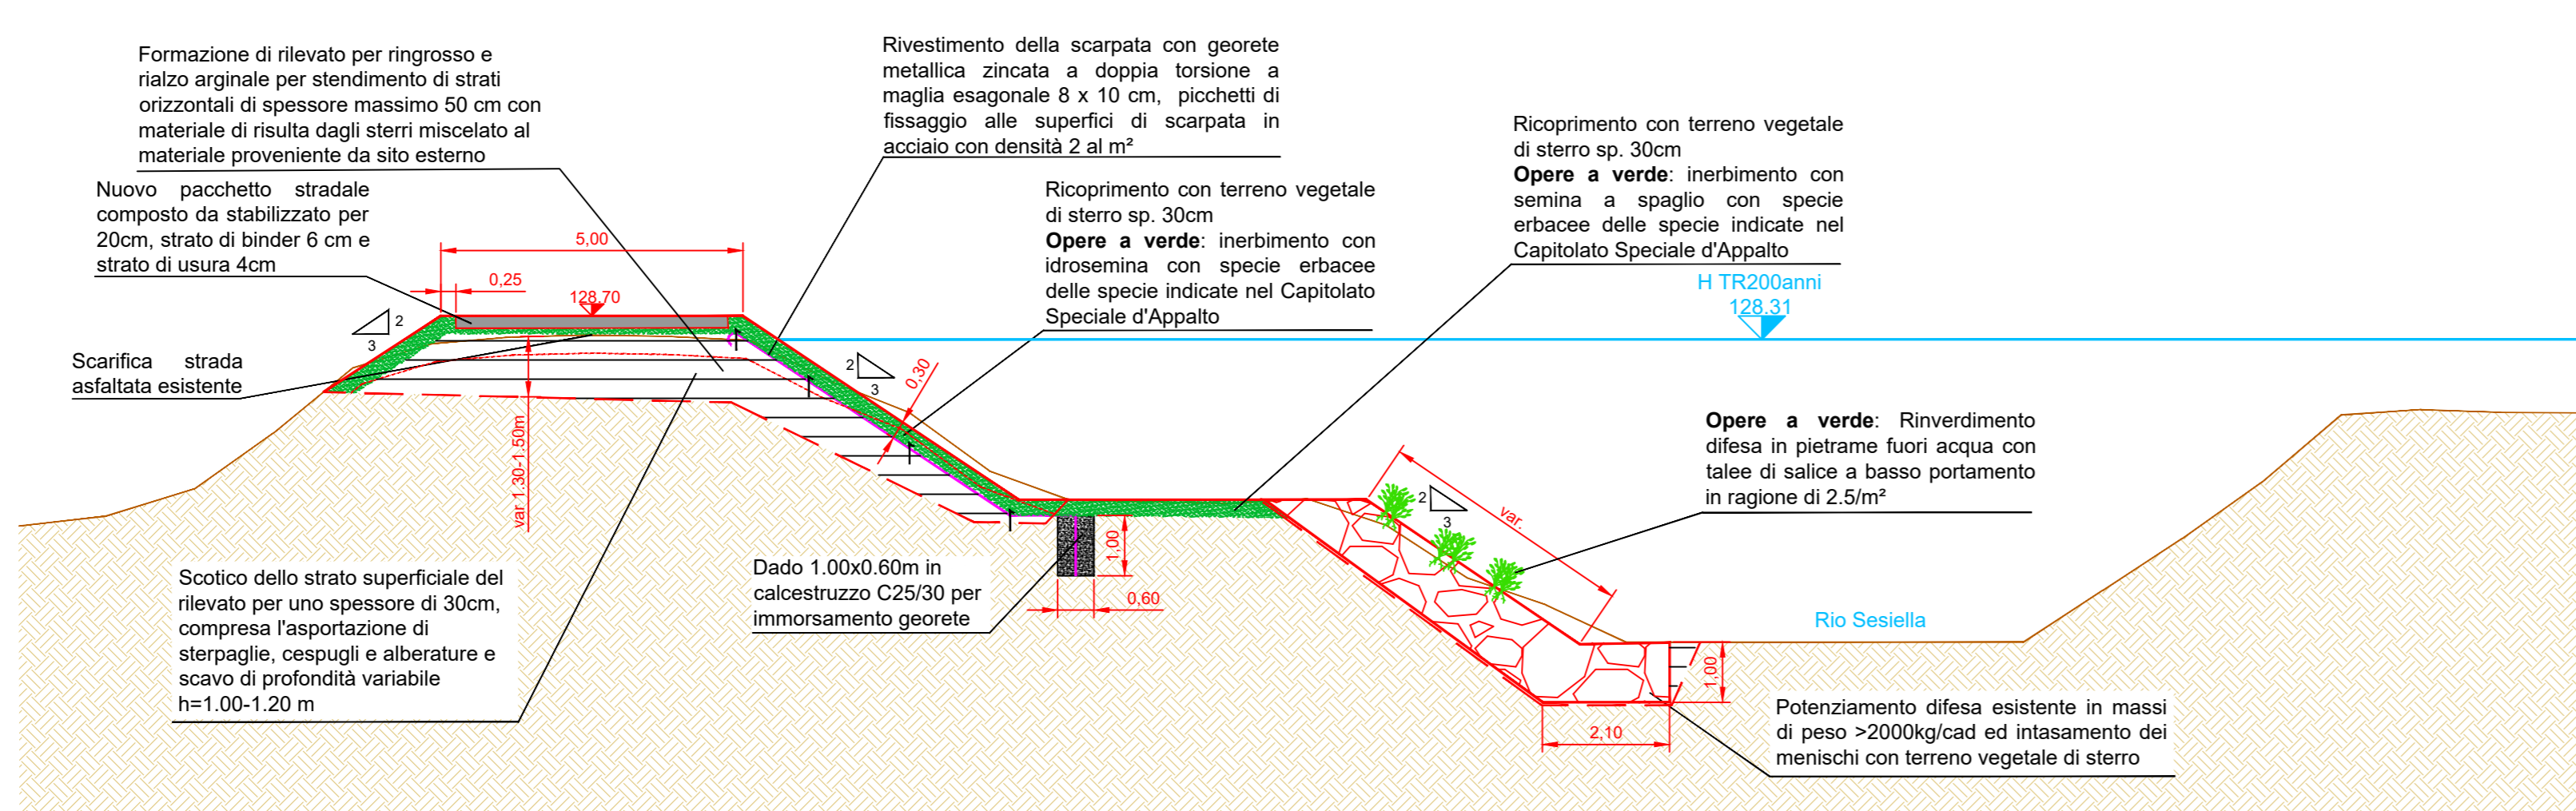 Formazione di rilevato per ringrosso e
rialzo arginale per stendimento di strati
orizzontali di spessore massimo 50 cm con
materiale di risulta dagli sterri miscelato al
materiale proveniente da sito esterno
Rivestimento della scarpata con georete
metallica zincata a doppia torsione a
maglia esagonale 8 x 10 cm, picchetti di
fissaggio alle superfici di scarpata in
acciaio con densità 2 al m²
Ricoprimento con terreno vegetale
di sterro sp. 30cm
Opere a verde: inerbimento con
semina a spaglio con specie
erbacee delle specie indicate nel
Capitolato Speciale d'Appalto
Nuovo pacchetto stradale
composto da stabilizzato per
20cm, strato di binder 6 cm e
strato di usura 4cm
Ricoprimento con terreno vegetale
di sterro sp. 30cm
Opere a verde: inerbimento con
idrosemina con specie erbacee
delle specie indicate nel Capitolato
Speciale d'Appalto
5,00
0,25
128,70
H TR200anni
128.31
2
3
Scarifica strada
asfaltata esistente
2
3
0,30
var 1.30-1.50m
Opere a verde: Rinverdimento
difesa in pietrame fuori acqua con
talee di salice a basso portamento
in ragione di 2.5/m²
2
3
var.
1,00
0,60
Dado 1.00x0.60m in
calcestruzzo C25/30 per
immorsamento georete
Scotico dello strato superficiale del
rilevato per uno spessore di 30cm,
compresa l'asportazione di
sterpaglie, cespugli e alberature e
scavo di profondità variabile
h=1.00-1.20 m
Rio Sesiella
1,00
2,10
Potenziamento difesa esistente in massi
di peso >2000kg/cad ed intasamento dei
menischi con terreno vegetale di sterro